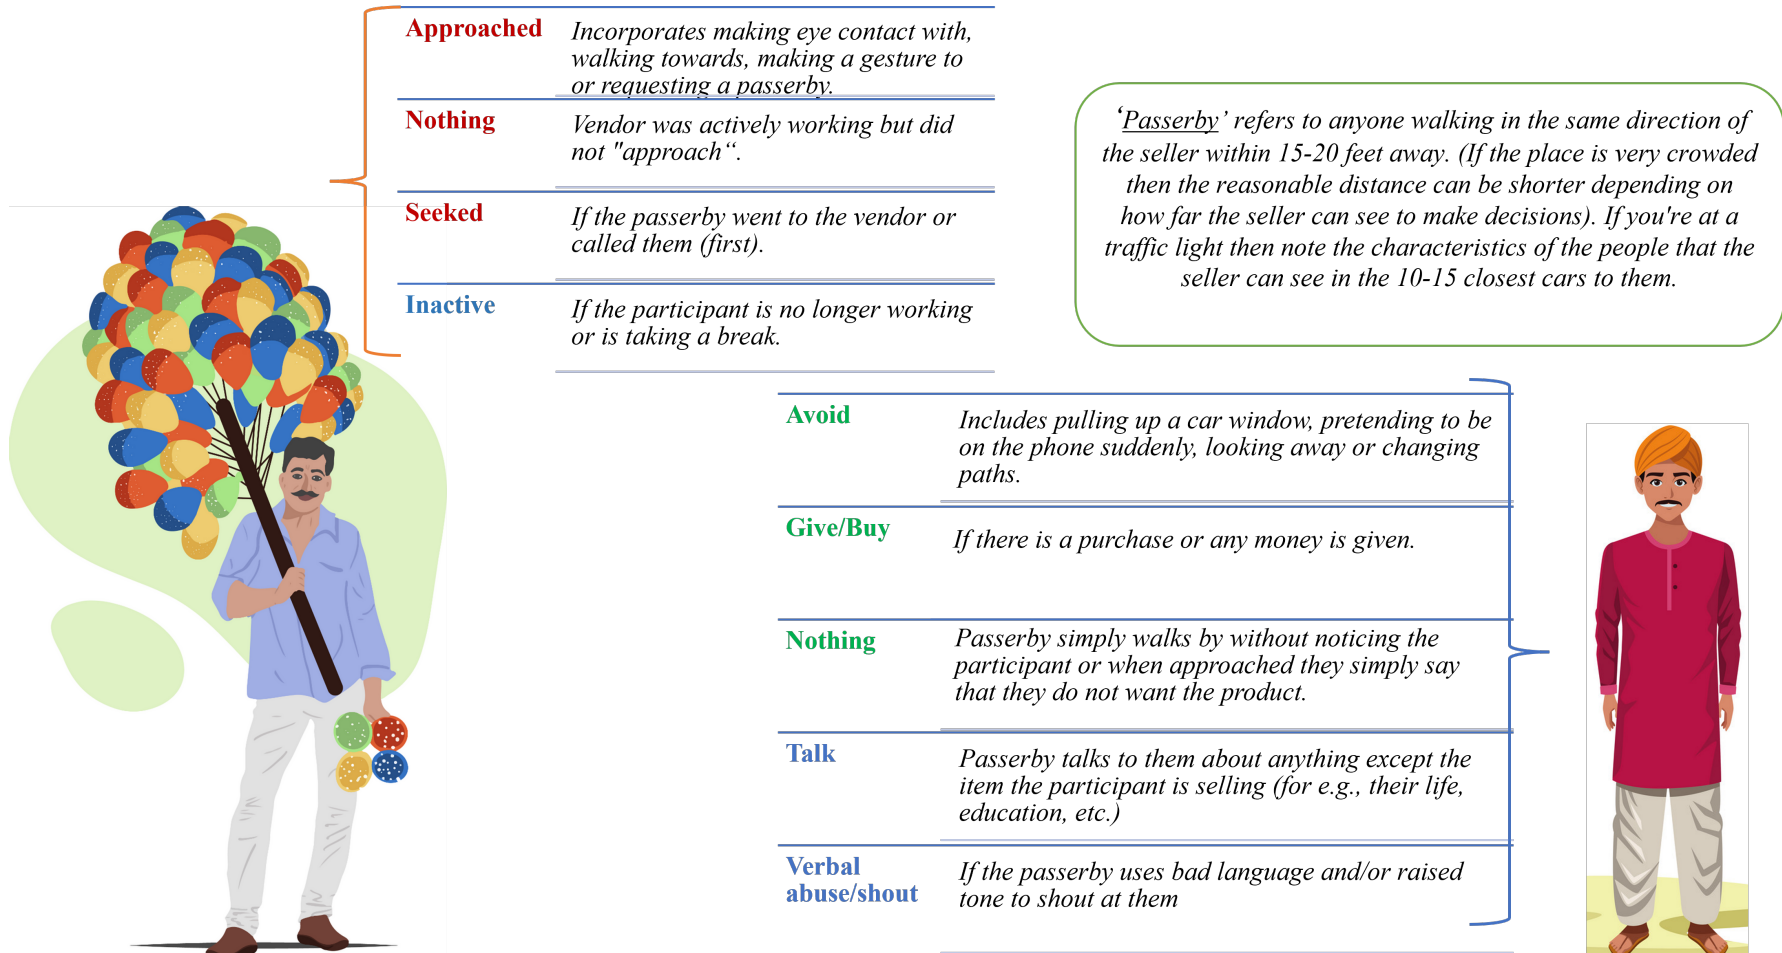 Approached
Incorporates making eye contact with,
walking towards, making a gesture to
or requesting a passerby.
Nothing
Vendor was actively working but did
not "approach“.
Seeked
If the passerby went to the vendor or
called them (first).
Inactive
If the participant is no longer working
or is taking a break.
‘Passerby’ refers to anyone walking in the same direction of
the seller within 15-20 feet away. (If the place is very crowded
then the reasonable distance can be shorter depending on
how far the seller can see to make decisions). If you're at a
traffic light then note the characteristics of the people that the
seller can see in the 10-15 closest cars to them.
Avoid
Includes pulling up a car window, pretending to be
on the phone suddenly, looking away or changing
paths.
Give/Buy
If there is a purchase or any money is given.
Nothing
Passerby simply walks by without noticing the
participant or when approached they simply say
that they do not want the product.
Talk
Passerby talks to them about anything except the
item the participant is selling (for e.g., their life,
education, etc.)
Verbal
abuse/shout
If the passerby uses bad language and/or raised
tone to shout at them